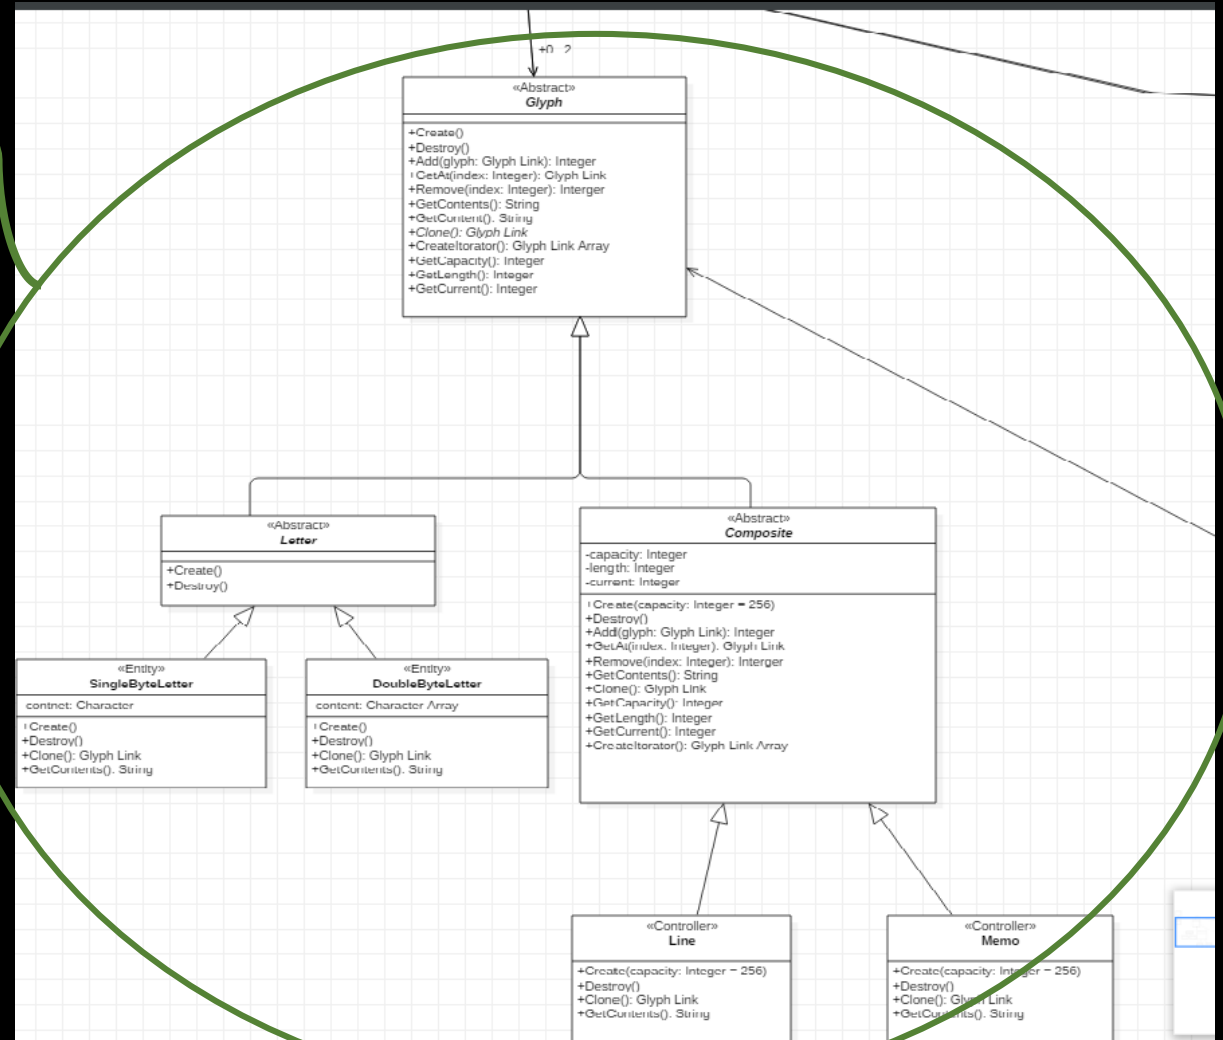 +0..2
«Abstract»
Glyph
+Create()
+Destroy()
+Add(glyph: Glyph Link): Integer
+GetAt(index: Integer): Glyph Link
+Remove(index: Integer): Interger
+GetContents(): String
+GetContent(): String
+Clone(): Glyph Link
+CreateItorator(): Glyph Link Array
+GetCapacity(): Integer
+GetLength(): Integer
+GetCurrent(): Integer
«Abstract»
Letter
+Create()
+Destroy()
«Abstract»
Composite
-capacity: Integer
-length: Integer
-current: Integer
+Create(capacity: Integer = 256)
+Destroy()
+Add(glyph: Glyph Link): Integer
+GetAt(index: Integer): Glyph Link
+Remove(index: Integer): Interger
+GetContents(): String
+Clone(): Glyph Link
+GetCapacity(): Integer
+GetLength(): Integer
+GetCurrent(): Integer
+CreateItorator(): Glyph Link Array
«Entity»
SingleByteLetter
contnet: Character
+Create()
+Destroy()
+Clone(): Glyph Link
+GetContents(): String
«Entity»
DoubleByteLetter
content: Character Array
+Create()
+Destroy()
+Clone(): Glyph Link
+GetContents(): String
«Controller»
Line
+Create(capacity: Integer = 256)
+Destroy()
+Clone(): Glyph Link
+GetContents(): String
«Controller»
Memo
+Create(capacity: Integer = 256)
+Destroy()
+Clone(): Glyph Link
+GetContents(): String